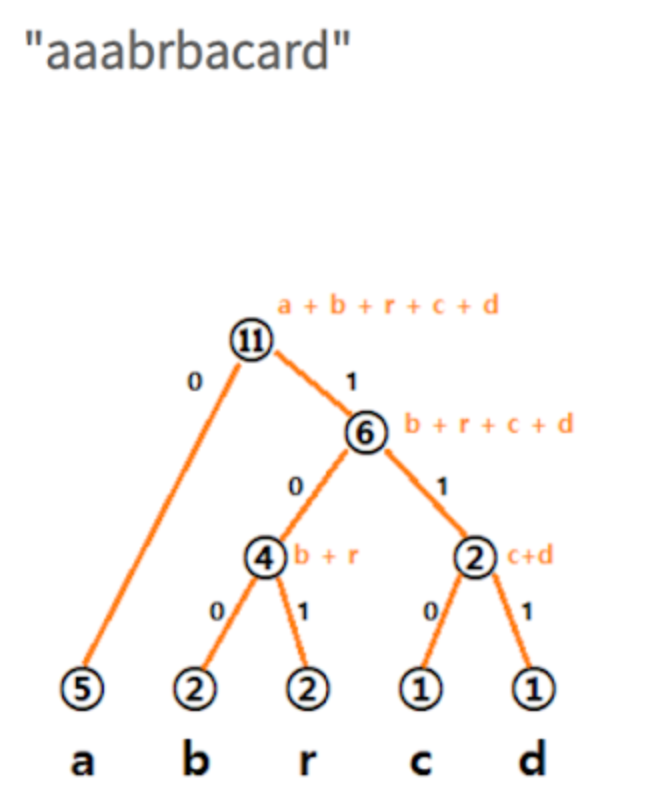 "aaabrbacard"
a + b + r + c + d
11
0 1
6 b + r + c + d
0 1
4 b + r 2 c+d
0 1 0 1
5 2 2 1 1
a b r c d